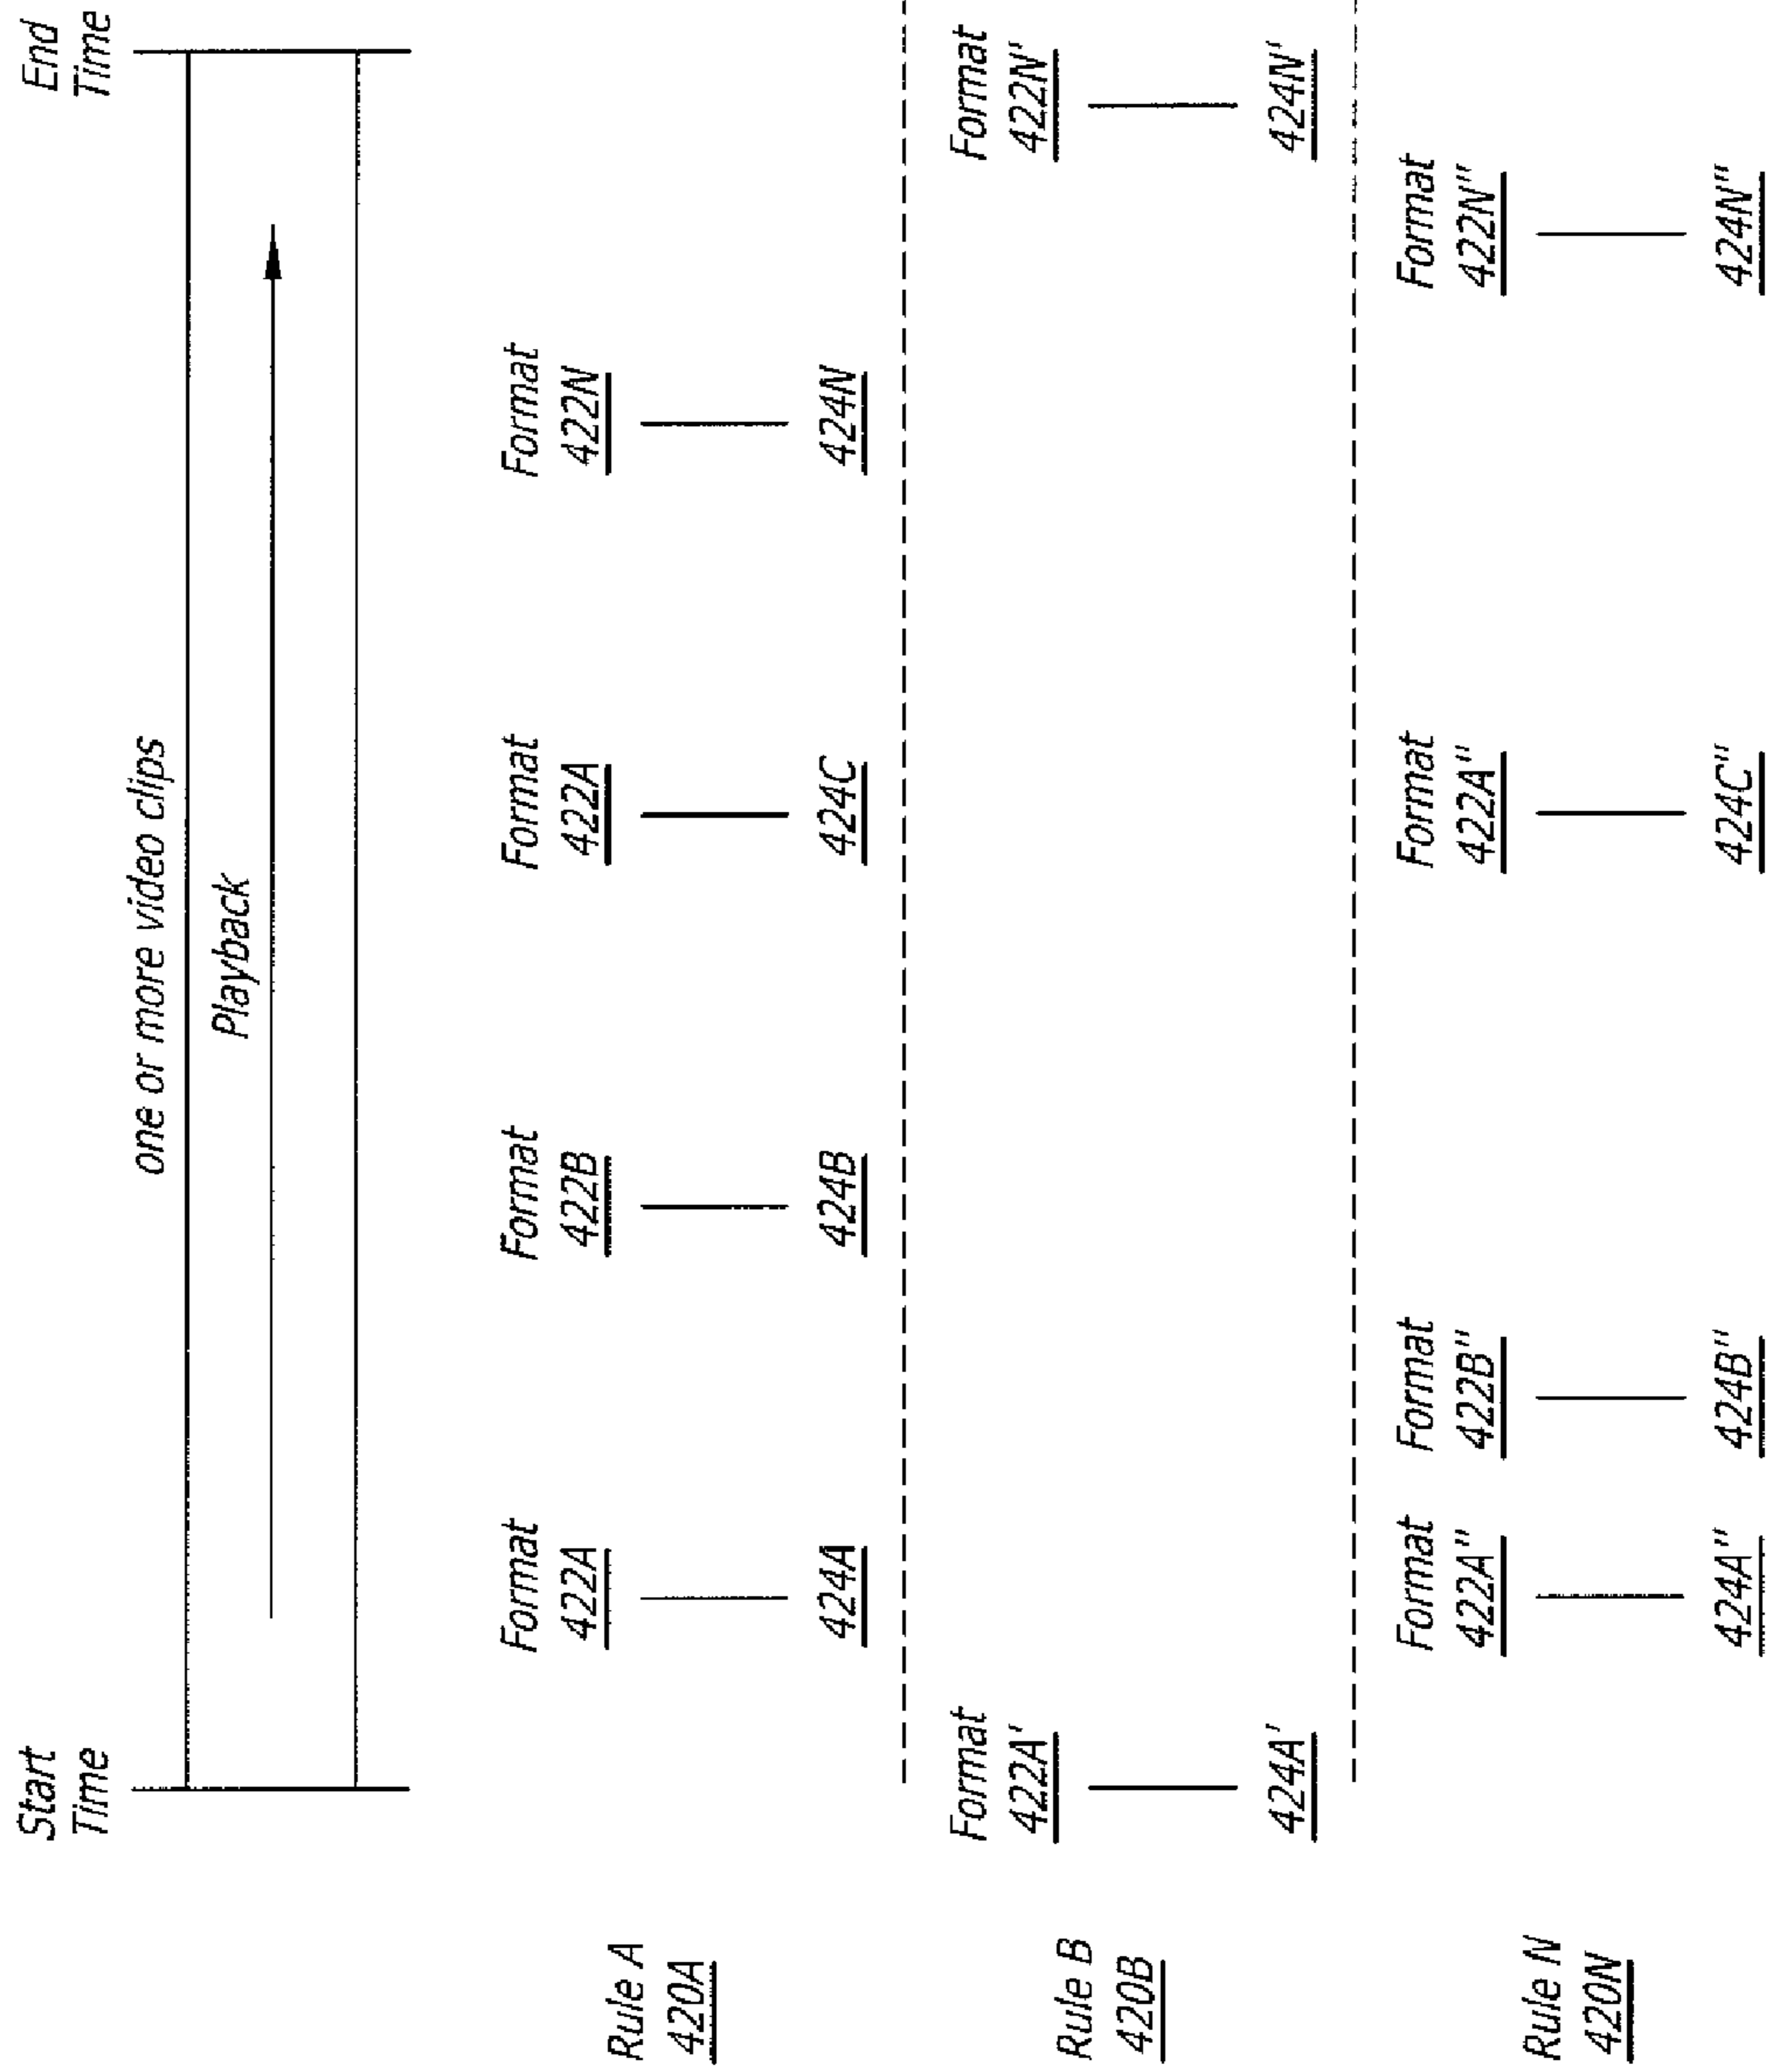 Start
Time
End
Time
one or more video clips
Playback
Rule A
420A
Format
422A
424A
Format
422B
424B
Format
422A
424C
Format
422N
424N
Rule B
420B
Format
422A'
424A'
Format
422N'
424N'
Rule N
420N
Format
422A"
424A"
Format
422B"
424B"
Format
422A"
424C"
Format
422N"
424N"